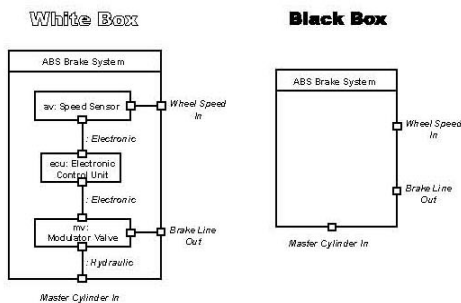 White Box
ABS Brake System
av: Speed Sensor
Wheel Speed
In
: Electronic
ecu: Electronic
Control Unit
: Electronic
mv:
Modulator Valve
Brake Line
Out
: Hydraulic
Master Cylinder In
Black Box
ABS Brake System
Wheel Speed
In
Brake Line
Out
Master Cylinder In